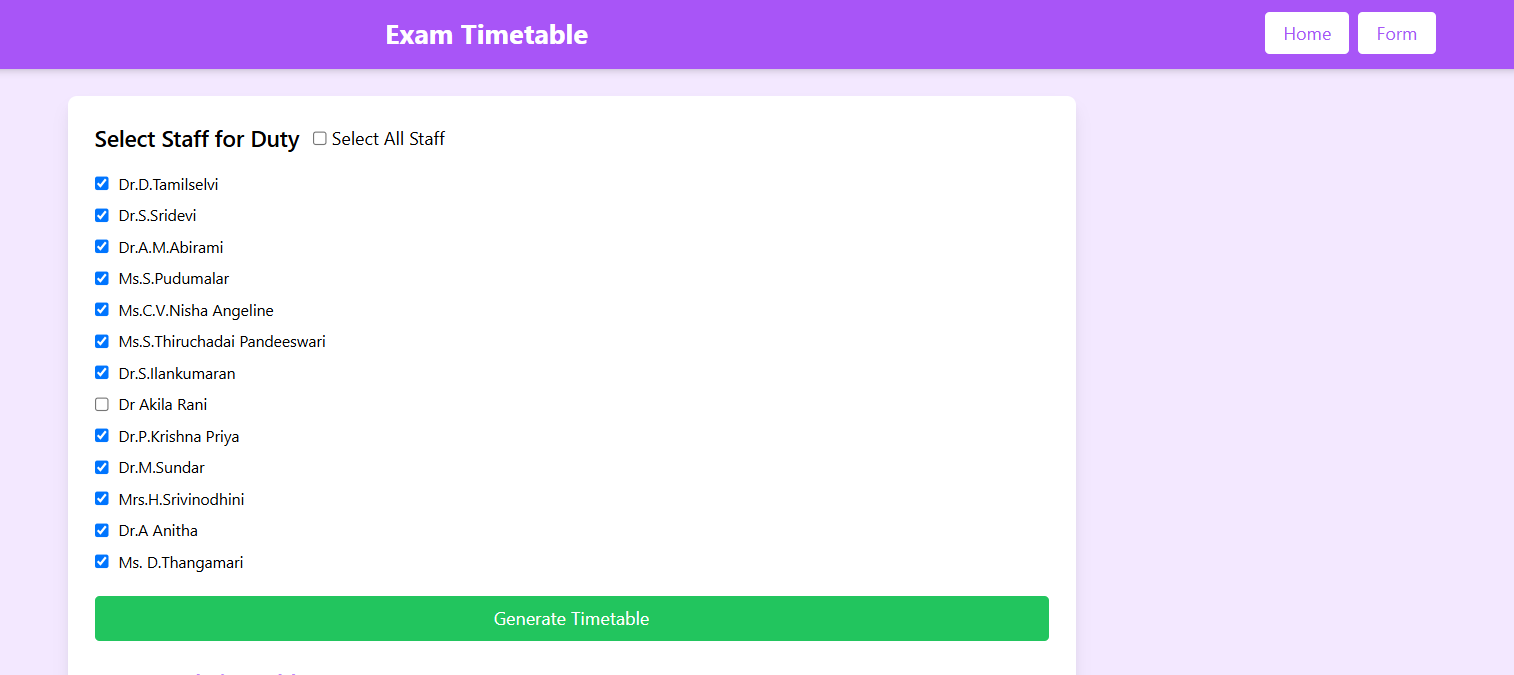 Exam Timetable
Home
Form
Select Staff for Duty
Select All Staff
Dr.D.Tamilselvi
Dr.S.Sridevi
Dr.A.M.Abirami
Ms.S.Pudumalar
Ms.C.V.Nisha Angeline
Ms.S.Thiruchadai Pandeeswari
Dr.S.Ilankumaran
Dr Akila Rani
Dr.P.Krishna Priya
Dr.M.Sundar
Mrs.H.Srivinodhini
Dr.A Anitha
Ms. D.Thangamari
Generate Timetable